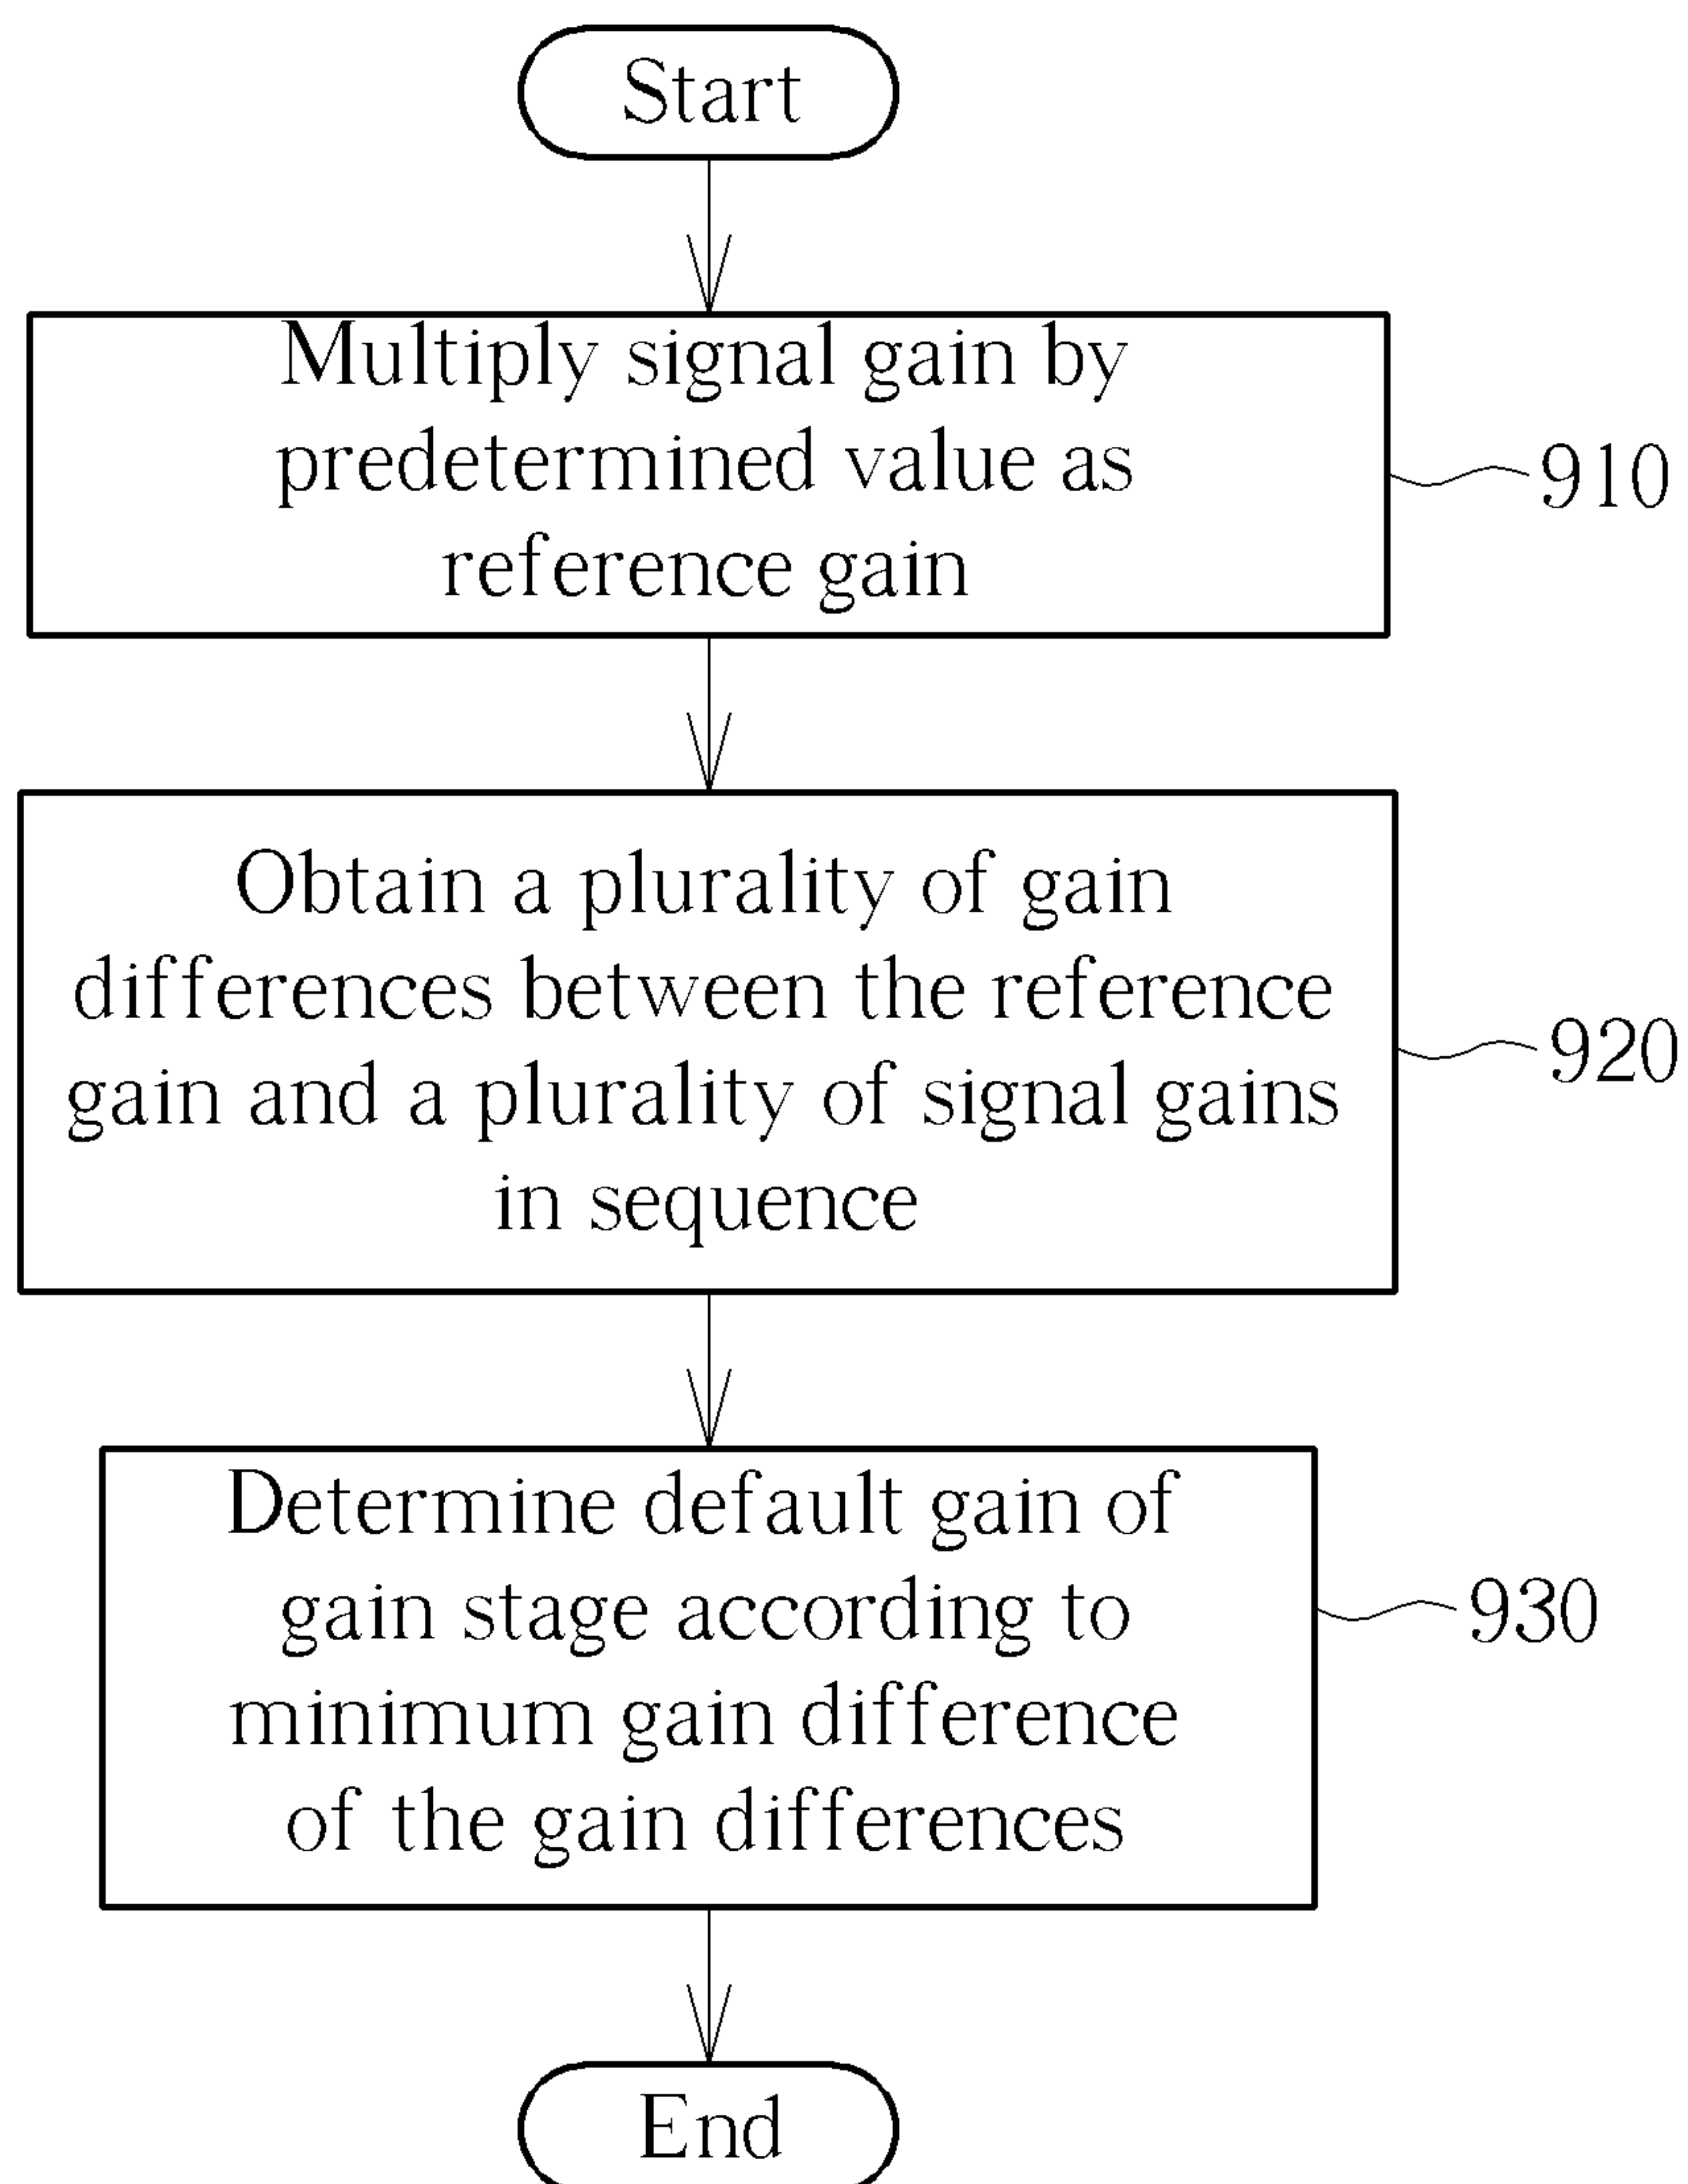 Start
Multiply signal gain by
predetermined value as
reference gain
910
Obtain a plurality of gain
differences between the reference
gain and a plurality of signal gains
in sequence
920
Determine default gain of
gain stage according to
minimum gain difference
of the gain differences
930
End